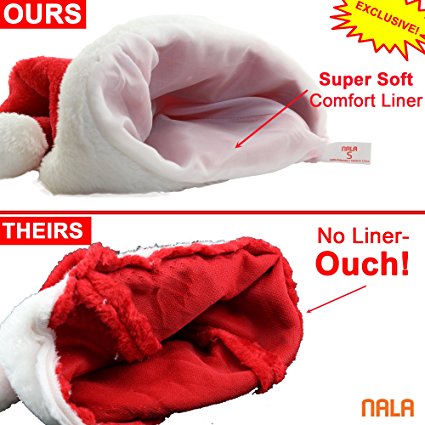 OURS
EXCLUSIVE!
Super Soft
Comfort Liner
NALA
S
THEIRS
No Liner-
Ouch!
NALA